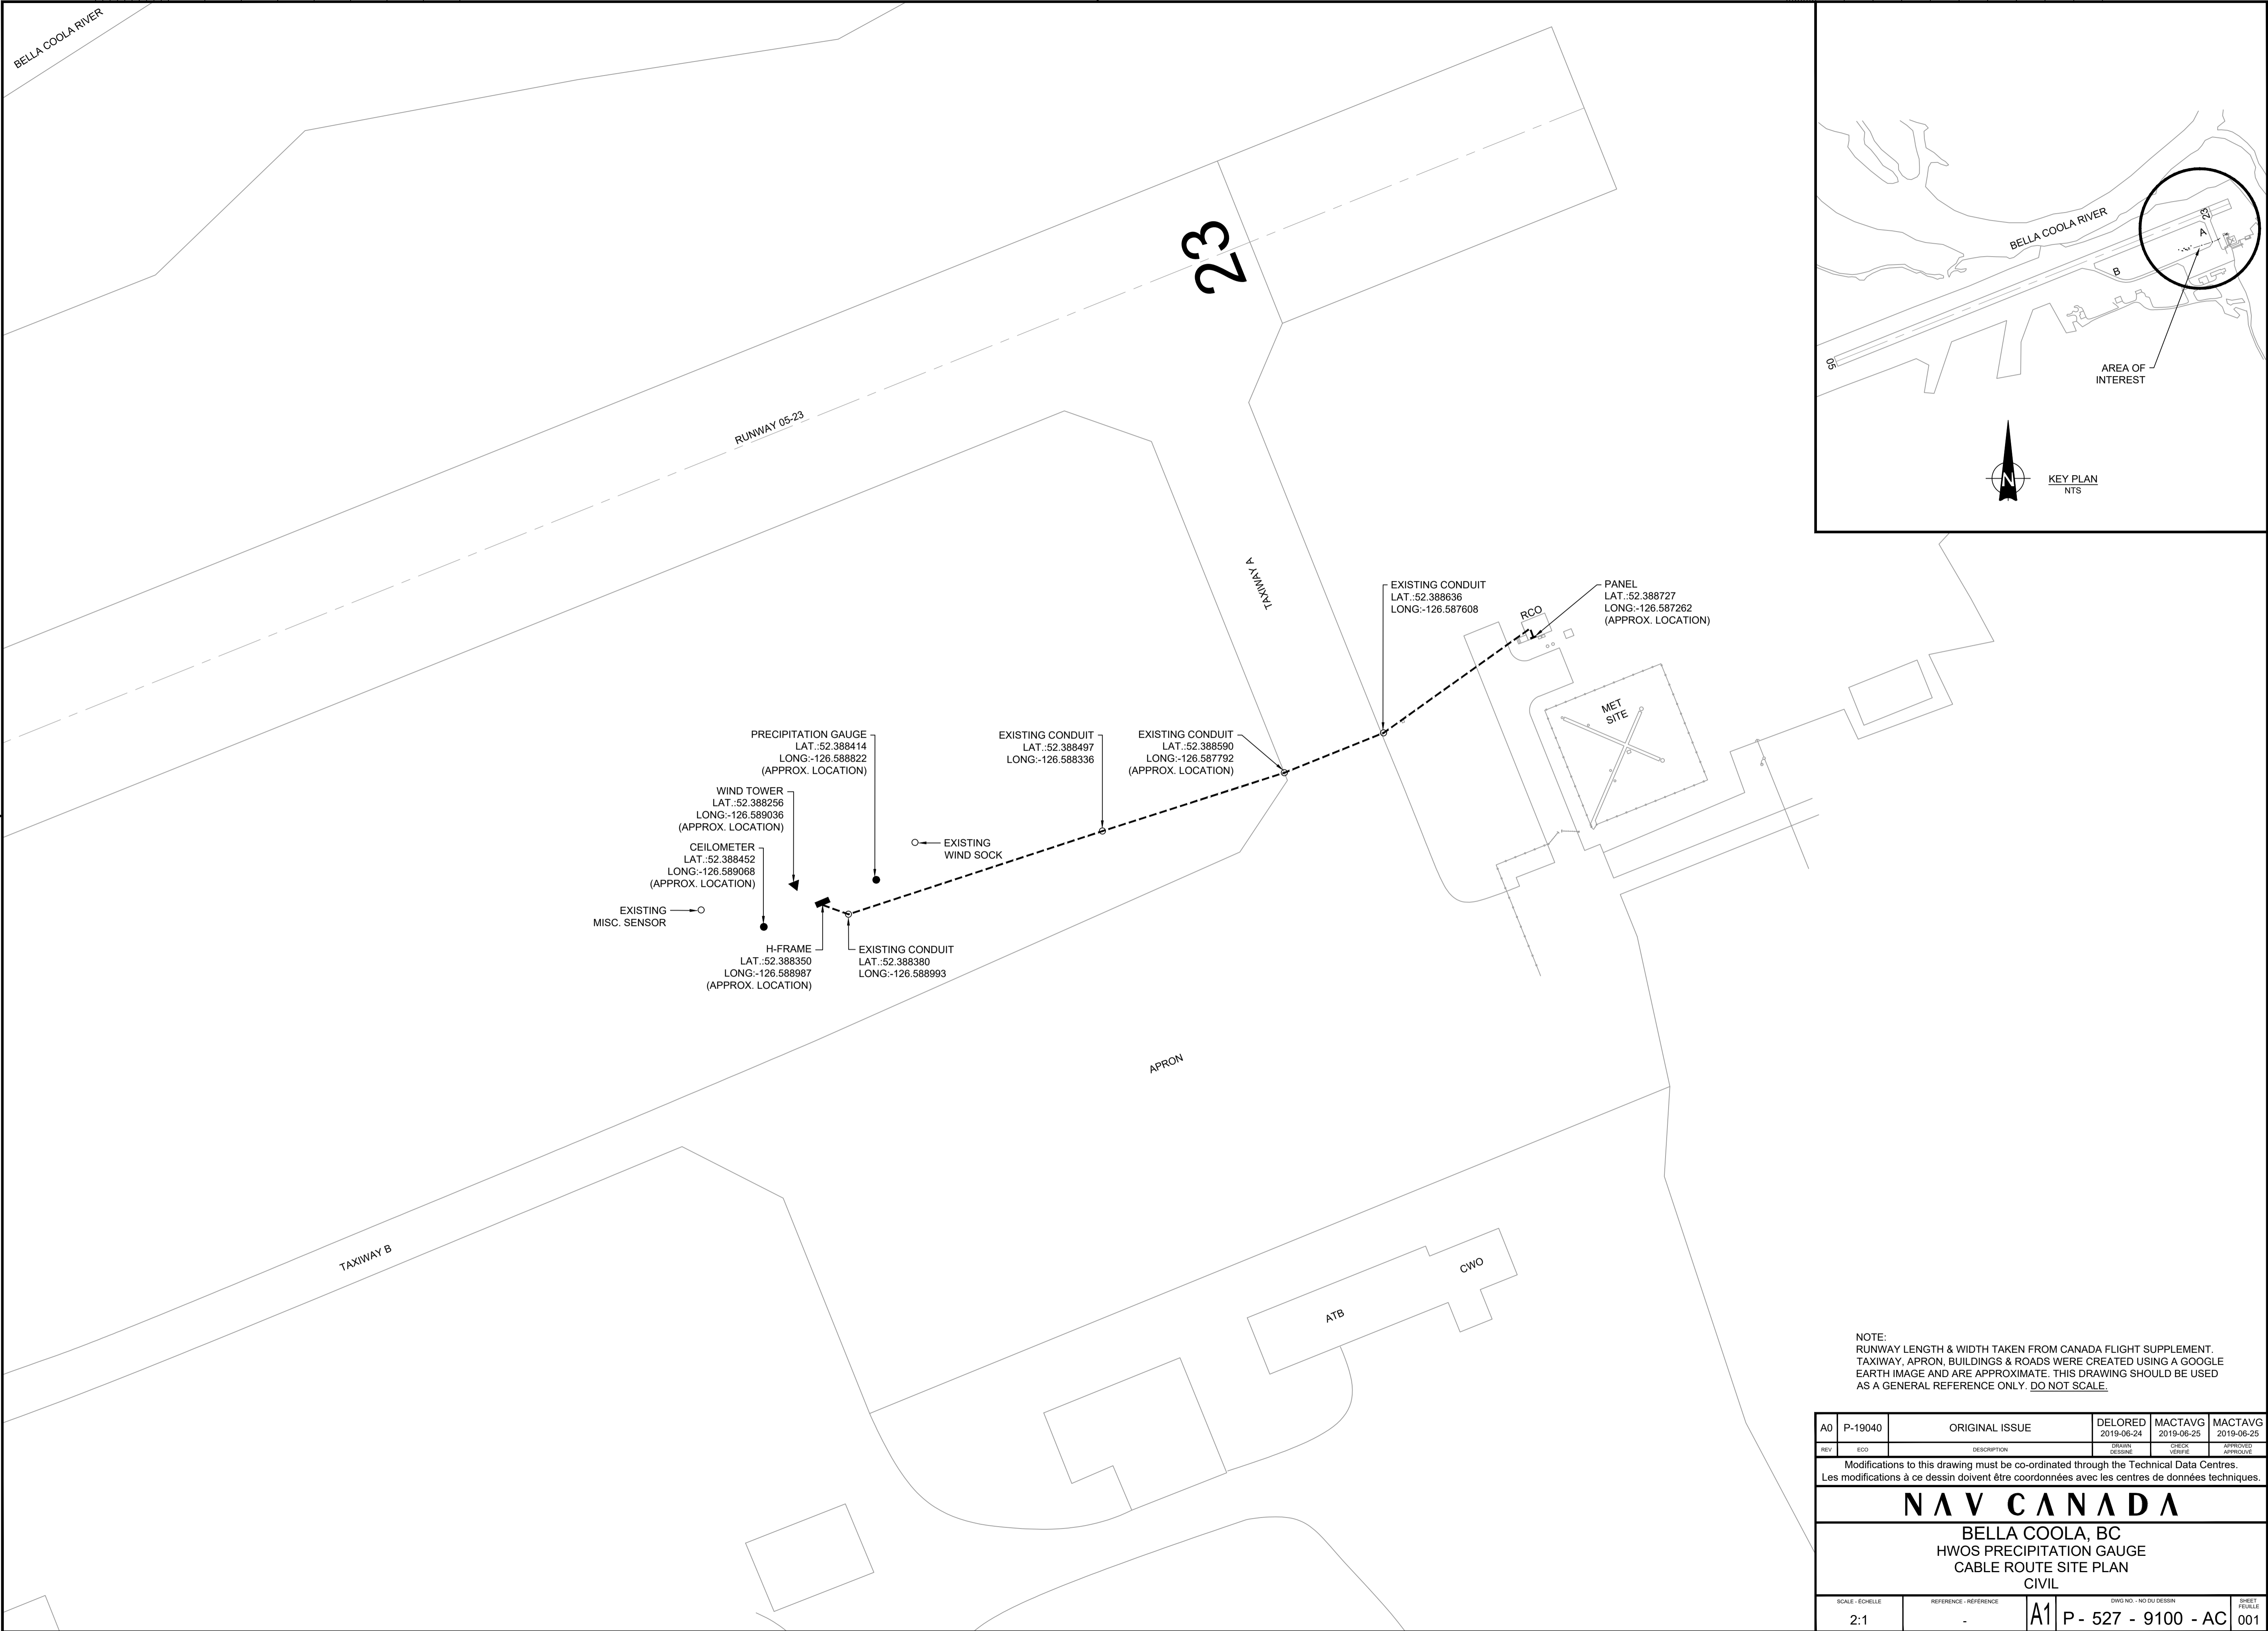 BELLA COOLA RIVER
23
RUNWAY 05-23
TAXIWAY A
EXISTING CONDUIT
LAT.:52.388636
LONG:-126.587608
PANEL
LAT.:52.388727
LONG:-126.587262
(APPROX. LOCATION)
RCO
MET
SITE
PRECIPITATION GAUGE
LAT.:52.388414
LONG:-126.588822
(APPROX. LOCATION)
EXISTING CONDUIT
LAT.:52.388497
LONG:-126.588336
EXISTING CONDUIT
LAT.:52.388590
LONG:-126.587792
(APPROX. LOCATION)
WIND TOWER
LAT.:52.388256
LONG:-126.589036
(APPROX. LOCATION)
CEILOMETER
LAT.:52.388452
LONG:-126.589068
(APPROX. LOCATION)
EXISTING
WIND SOCK
EXISTING
MISC. SENSOR
H-FRAME
LAT.:52.388350
LONG:-126.588987
(APPROX. LOCATION)
EXISTING CONDUIT
LAT.:52.388380
LONG:-126.588993
APRON
TAXIWAY B
CWO
ATB
BELLA COOLA RIVER
23
A
B
05
AREA OF
INTEREST
N
KEY PLAN
NTS
NOTE:
RUNWAY LENGTH & WIDTH TAKEN FROM CANADA FLIGHT SUPPLEMENT.
TAXIWAY, APRON, BUILDINGS & ROADS WERE CREATED USING A GOOGLE
EARTH IMAGE AND ARE APPROXIMATE. THIS DRAWING SHOULD BE USED
AS A GENERAL REFERENCE ONLY. DO NOT SCALE.
A0 P-19040 ORIGINAL ISSUE DELORED MACTAVG MACTAVG
2019-06-24 2019-06-25 2019-06-25
REV ECO DESCRIPTION DRAWN CHECK APPROVED
DESSINÉ VÉRIFIÉ APPROUVÉ
Modifications to this drawing must be co-ordinated through the Technical Data Centres.
Les modifications à ce dessin doivent être coordonnées avec les centres de données techniques.
NAV CANADA
BELLA COOLA, BC
HWOS PRECIPITATION GAUGE
CABLE ROUTE SITE PLAN
CIVIL
SCALE - ÉCHELLE REFERENCE - RÉFÉRENCE DWG NO. - NO DU DESSIN SHEET
FEUILLE
2:1 - A1 P - 527 - 9100 - AC 001